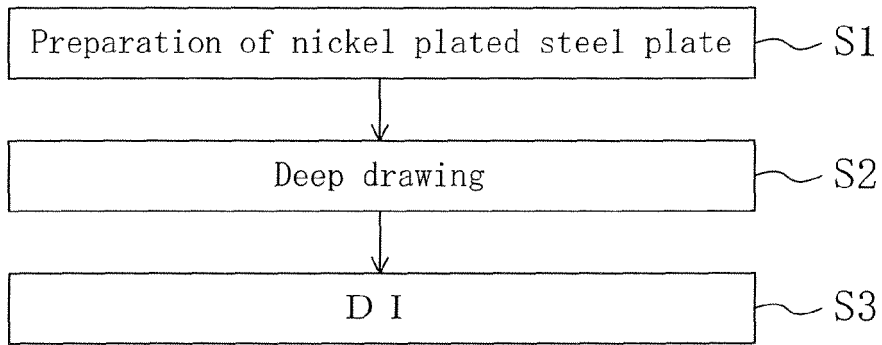 Preparation of nickel plated steel plate S1
Deep drawing S2
D I S3